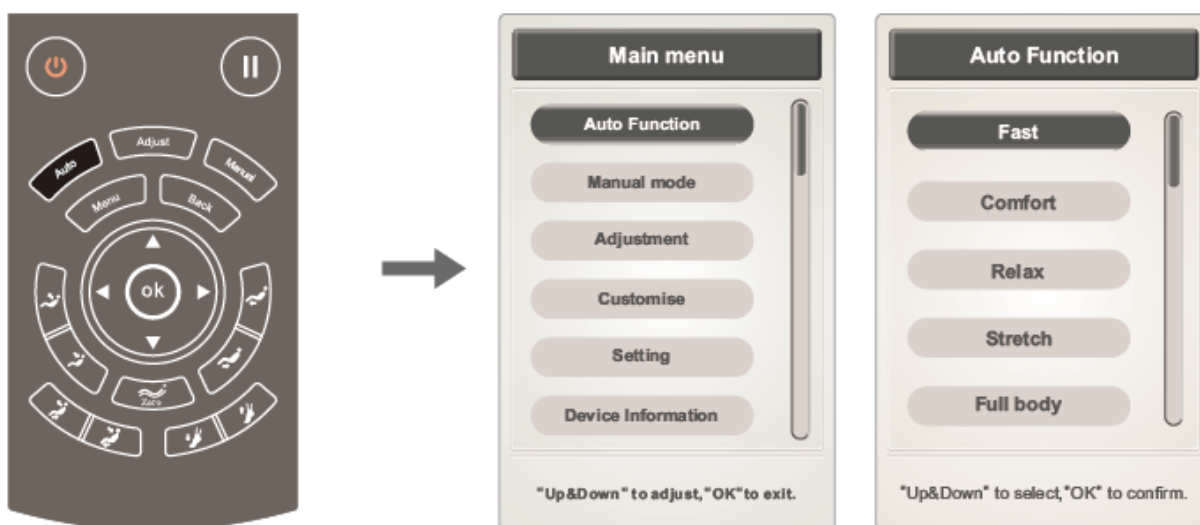 Adjust
Auto
Manual
Menu
Back
ok
Zero
Main menu
Auto Function
Manual mode
Adjustment
Customise
Setting
Device Information
"Up&Down" to adjust,"OK"to exit.
Auto Function
Fast
Comfort
Relax
Stretch
Full body
"Up&Down" to select,"OK" to confirm.